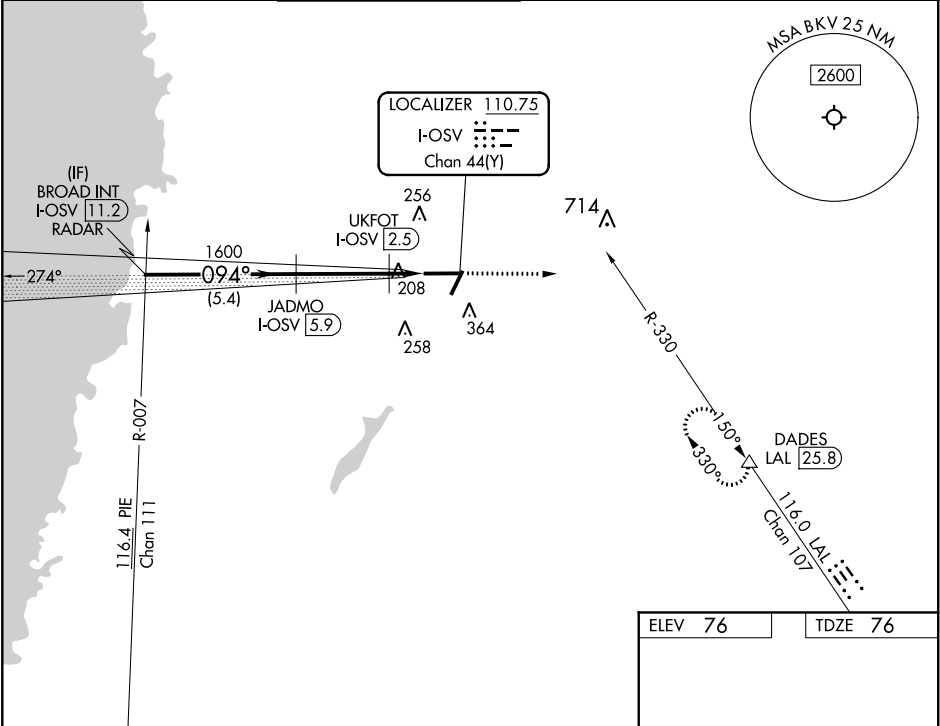 MSA BKV 25 NM
2600
LOCALIZER 110.75
I-OSV
Chan 44(Y)
(IF)
BROAD INT
I-OSV 11.2
RADAR
256
714
UKFOT
I-OSV 2.5
1600
274°
094°
(5.4)
208
JADMO
I-OSV 5.9
364
258
R-330
R-007
150°
330°
DADES
LAL 25.8
116.4 PIE
Chan 111
116.0 LAL
Chan 107
ELEV 76
TDZE 76